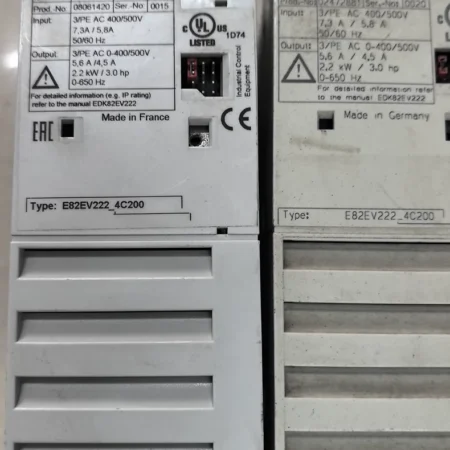 Prod.-No: 08061420 Ser.-No 0015
Input: 3/PE AC 400/500V
7,3A / 5,8A
50/60 Hz
Output: 3/PE AC 0-400/500V
5,6 A /4,5 A
2.2 kW / 3.0 hp
0-650 Hz
For detailed information (e.g. IP rating)
refer to the manual EDK82EV222
C UL US
LISTED 1D74
Industrial Control
Equipment
EAC
Made in France
CE
Type: E82EV222_4C200
Input: 3/PE AC 400/500V
7,3 A / 5,8 A
50/60 Hz
Output: 3/PE AC 0-400/500V
5,6 A / 4,5 A
2,2 kW / 3.0 hp
0-650 Hz
For detailed information refer
to the manual EDK82EV222
Made in Germany
Type: E82EV222_4C200